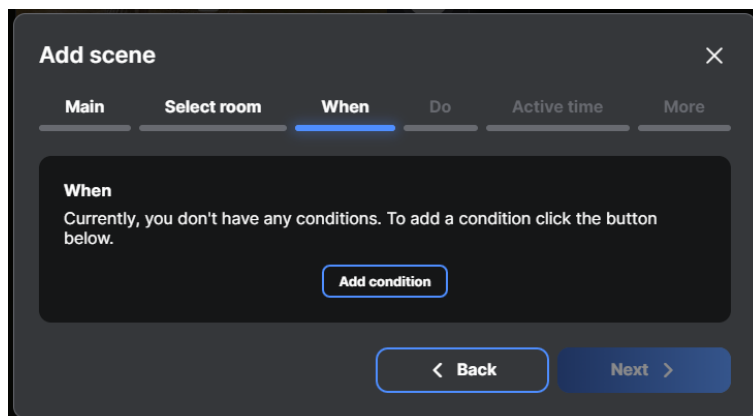 Add scene
Main Select room When Do Active time More
When
Currently, you don't have any conditions. To add a condition click the button
below.
Add condition
Back Next